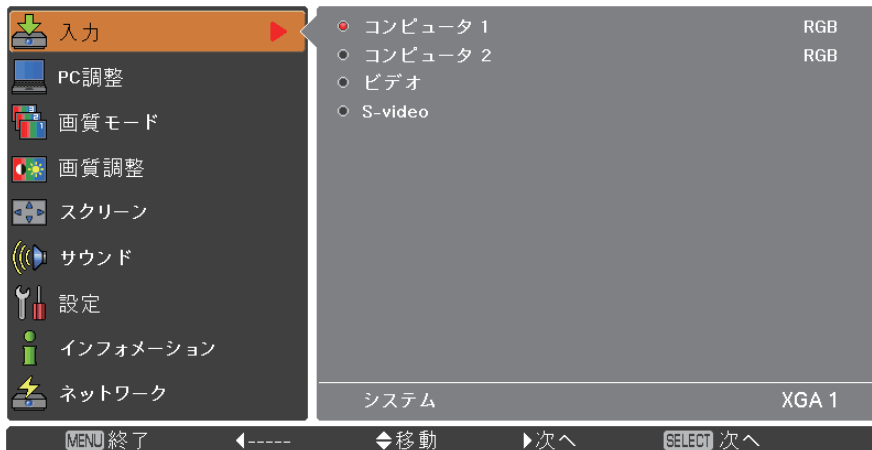 入力
PC調整
画質モード
画質調整
スクリーン
サウンド
設定
インフォメーション
ネットワーク
コンピュータ 1 RGB
コンピュータ 2 RGB
ビデオ
S-video
システム XGA 1
MENU 終了 ◀----- ◆移動 ▶次へ SELECT 次へ